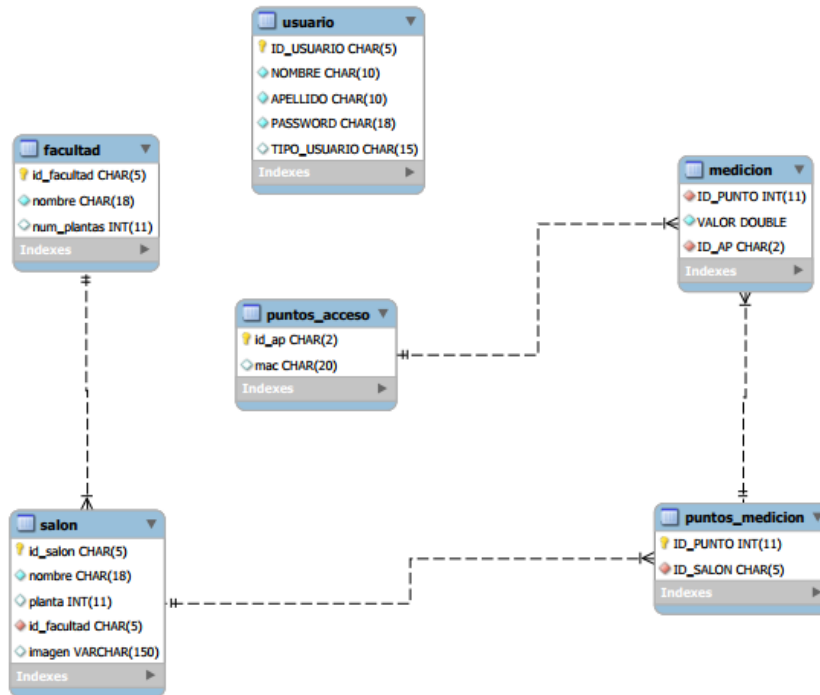 usuario
ID_USUARIO CHAR(5)
NOMBRE CHAR(10)
APELLIDO CHAR(10)
PASSWORD CHAR(18)
TIPO_USUARIO CHAR(15)
Indexes
facultad
id_facultad CHAR(5)
nombre CHAR(18)
num_plantas INT(11)
Indexes
medicion
ID_PUNTO INT(11)
VALOR DOUBLE
ID_AP CHAR(2)
Indexes
puntos_acceso
id_ap CHAR(2)
mac CHAR(20)
Indexes
salon
id_salon CHAR(5)
nombre CHAR(18)
planta INT(11)
id_facultad CHAR(5)
imagen VARCHAR(150)
Indexes
puntos_medicion
ID_PUNTO INT(11)
ID_SALON CHAR(5)
Indexes